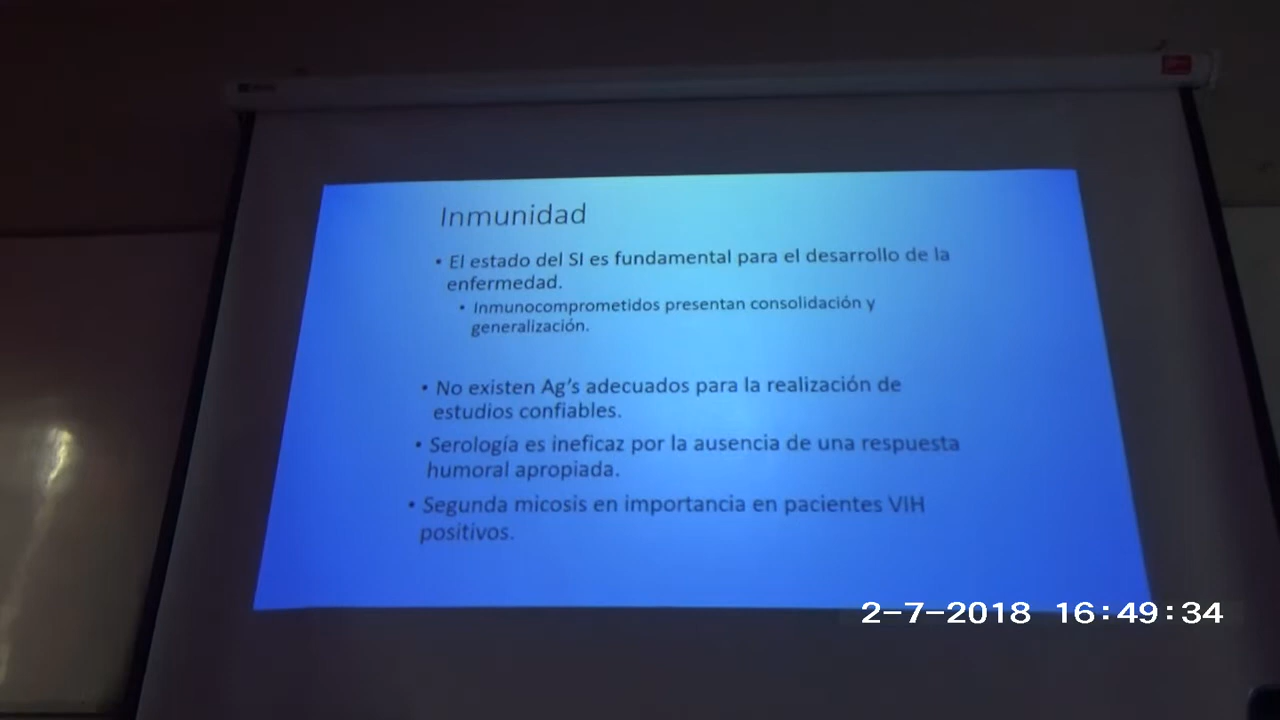 Inmunidad
• El estado del SI es fundamental para el desarrollo de la
enfermedad.
• Inmunocomprometidos presentan consolidación y
generalización.
• No existen Ag's adecuados para la realización de
estudios confiables.
• Serología es ineficaz por la ausencia de una respuesta
humoral apropiada.
• Segunda micosis en importancia en pacientes VIH
positivos.
2-7-2018 16:49:34